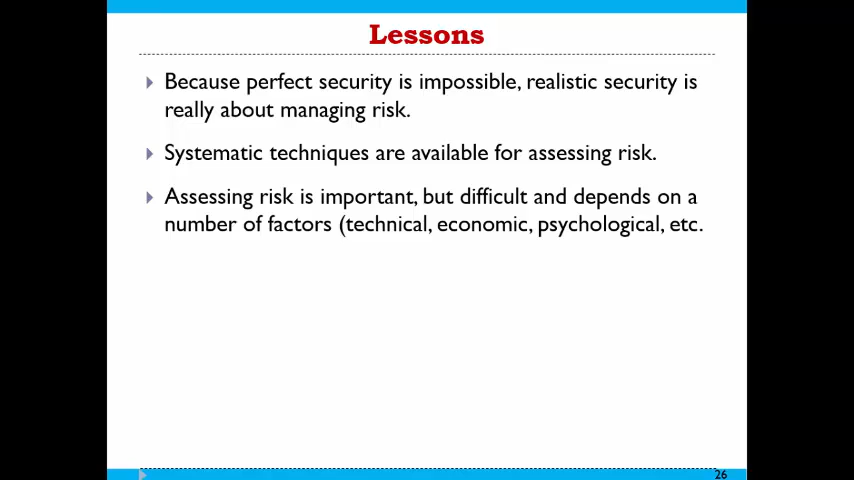 Lessons
Because perfect security is impossible, realistic security is
really about managing risk.
Systematic techniques are available for assessing risk.
Assessing risk is important, but difficult and depends on a
number of factors (technical, economic, psychological, etc.
26